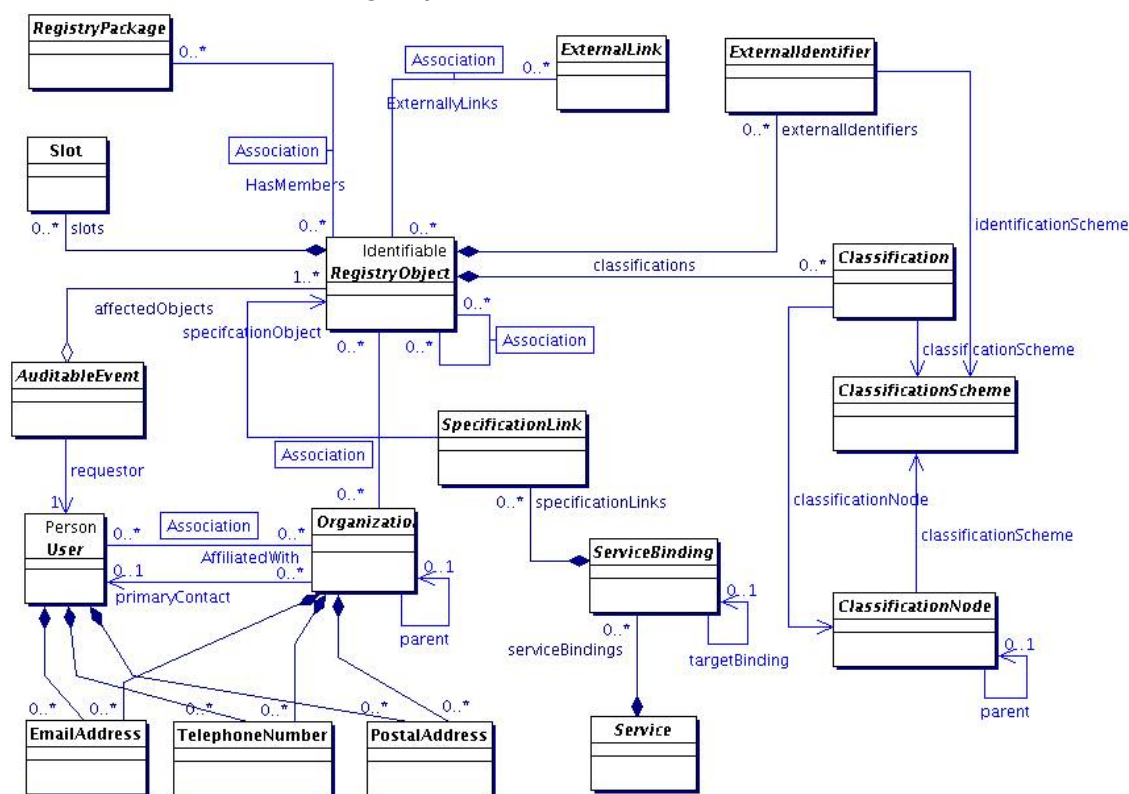 RegistryPackage
0..*
Association
ExternallyLinks
0..*
ExternalLink
ExternalIdentifier
0..* externalIdentifiers
Slot
0..* slots
Association
HasMembers
0..*
0..*
identificationScheme
Identifiable
RegistryObject
classifications
0..*
Classification
1..*
affectedObjects
specifcationObject
0..*
0..*
0..*
Association
classificationScheme
AuditableEvent
ClassificationScheme
SpecificationLink
Association
requestor
1
0..*
0..* specificationLinks
classificationNode
classificationScheme
Person
User
0..*
Association
0..*
AffiliatedWith
Organizatio
0..1
0..*
primaryContact
0..1
parent
ServiceBinding
0..1
0..*
serviceBindings
targetBinding
ClassificationNode
0..1
parent
0..*
0..*
0..*
0..*
0..*
0..*
EmailAddress
TelephoneNumber
PostalAddress
Service